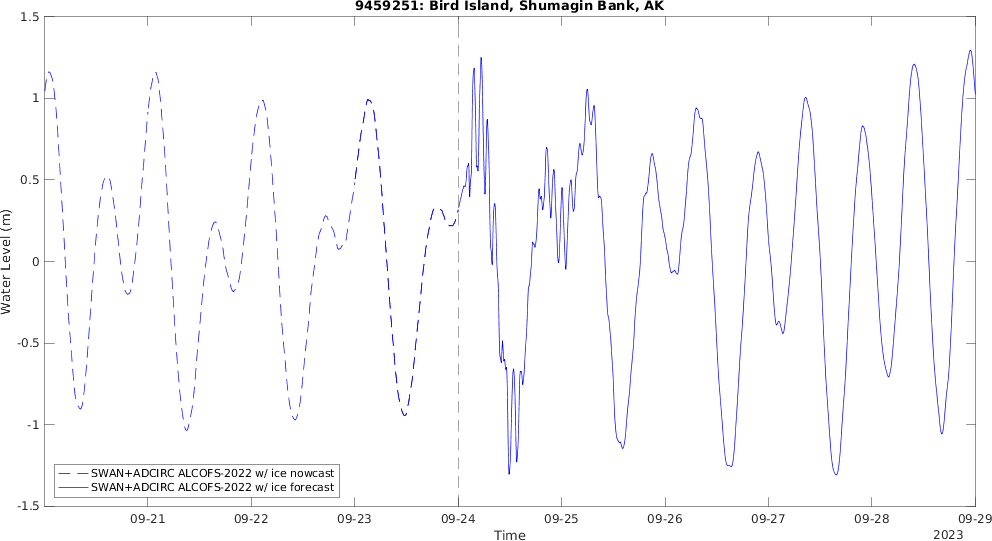 9459251: Bird Island, Shumagin Bank, AK
1.5
1
0.5
0
-0.5
-1
-1.5
Water Level (m)
SWAN+ADCIRC ALCOFS-2022 w/ ice nowcast
SWAN+ADCIRC ALCOFS-2022 w/ ice forecast
09-21 09-22 09-23 09-24 09-25 09-26 09-27 09-28 09-29
Time
2023